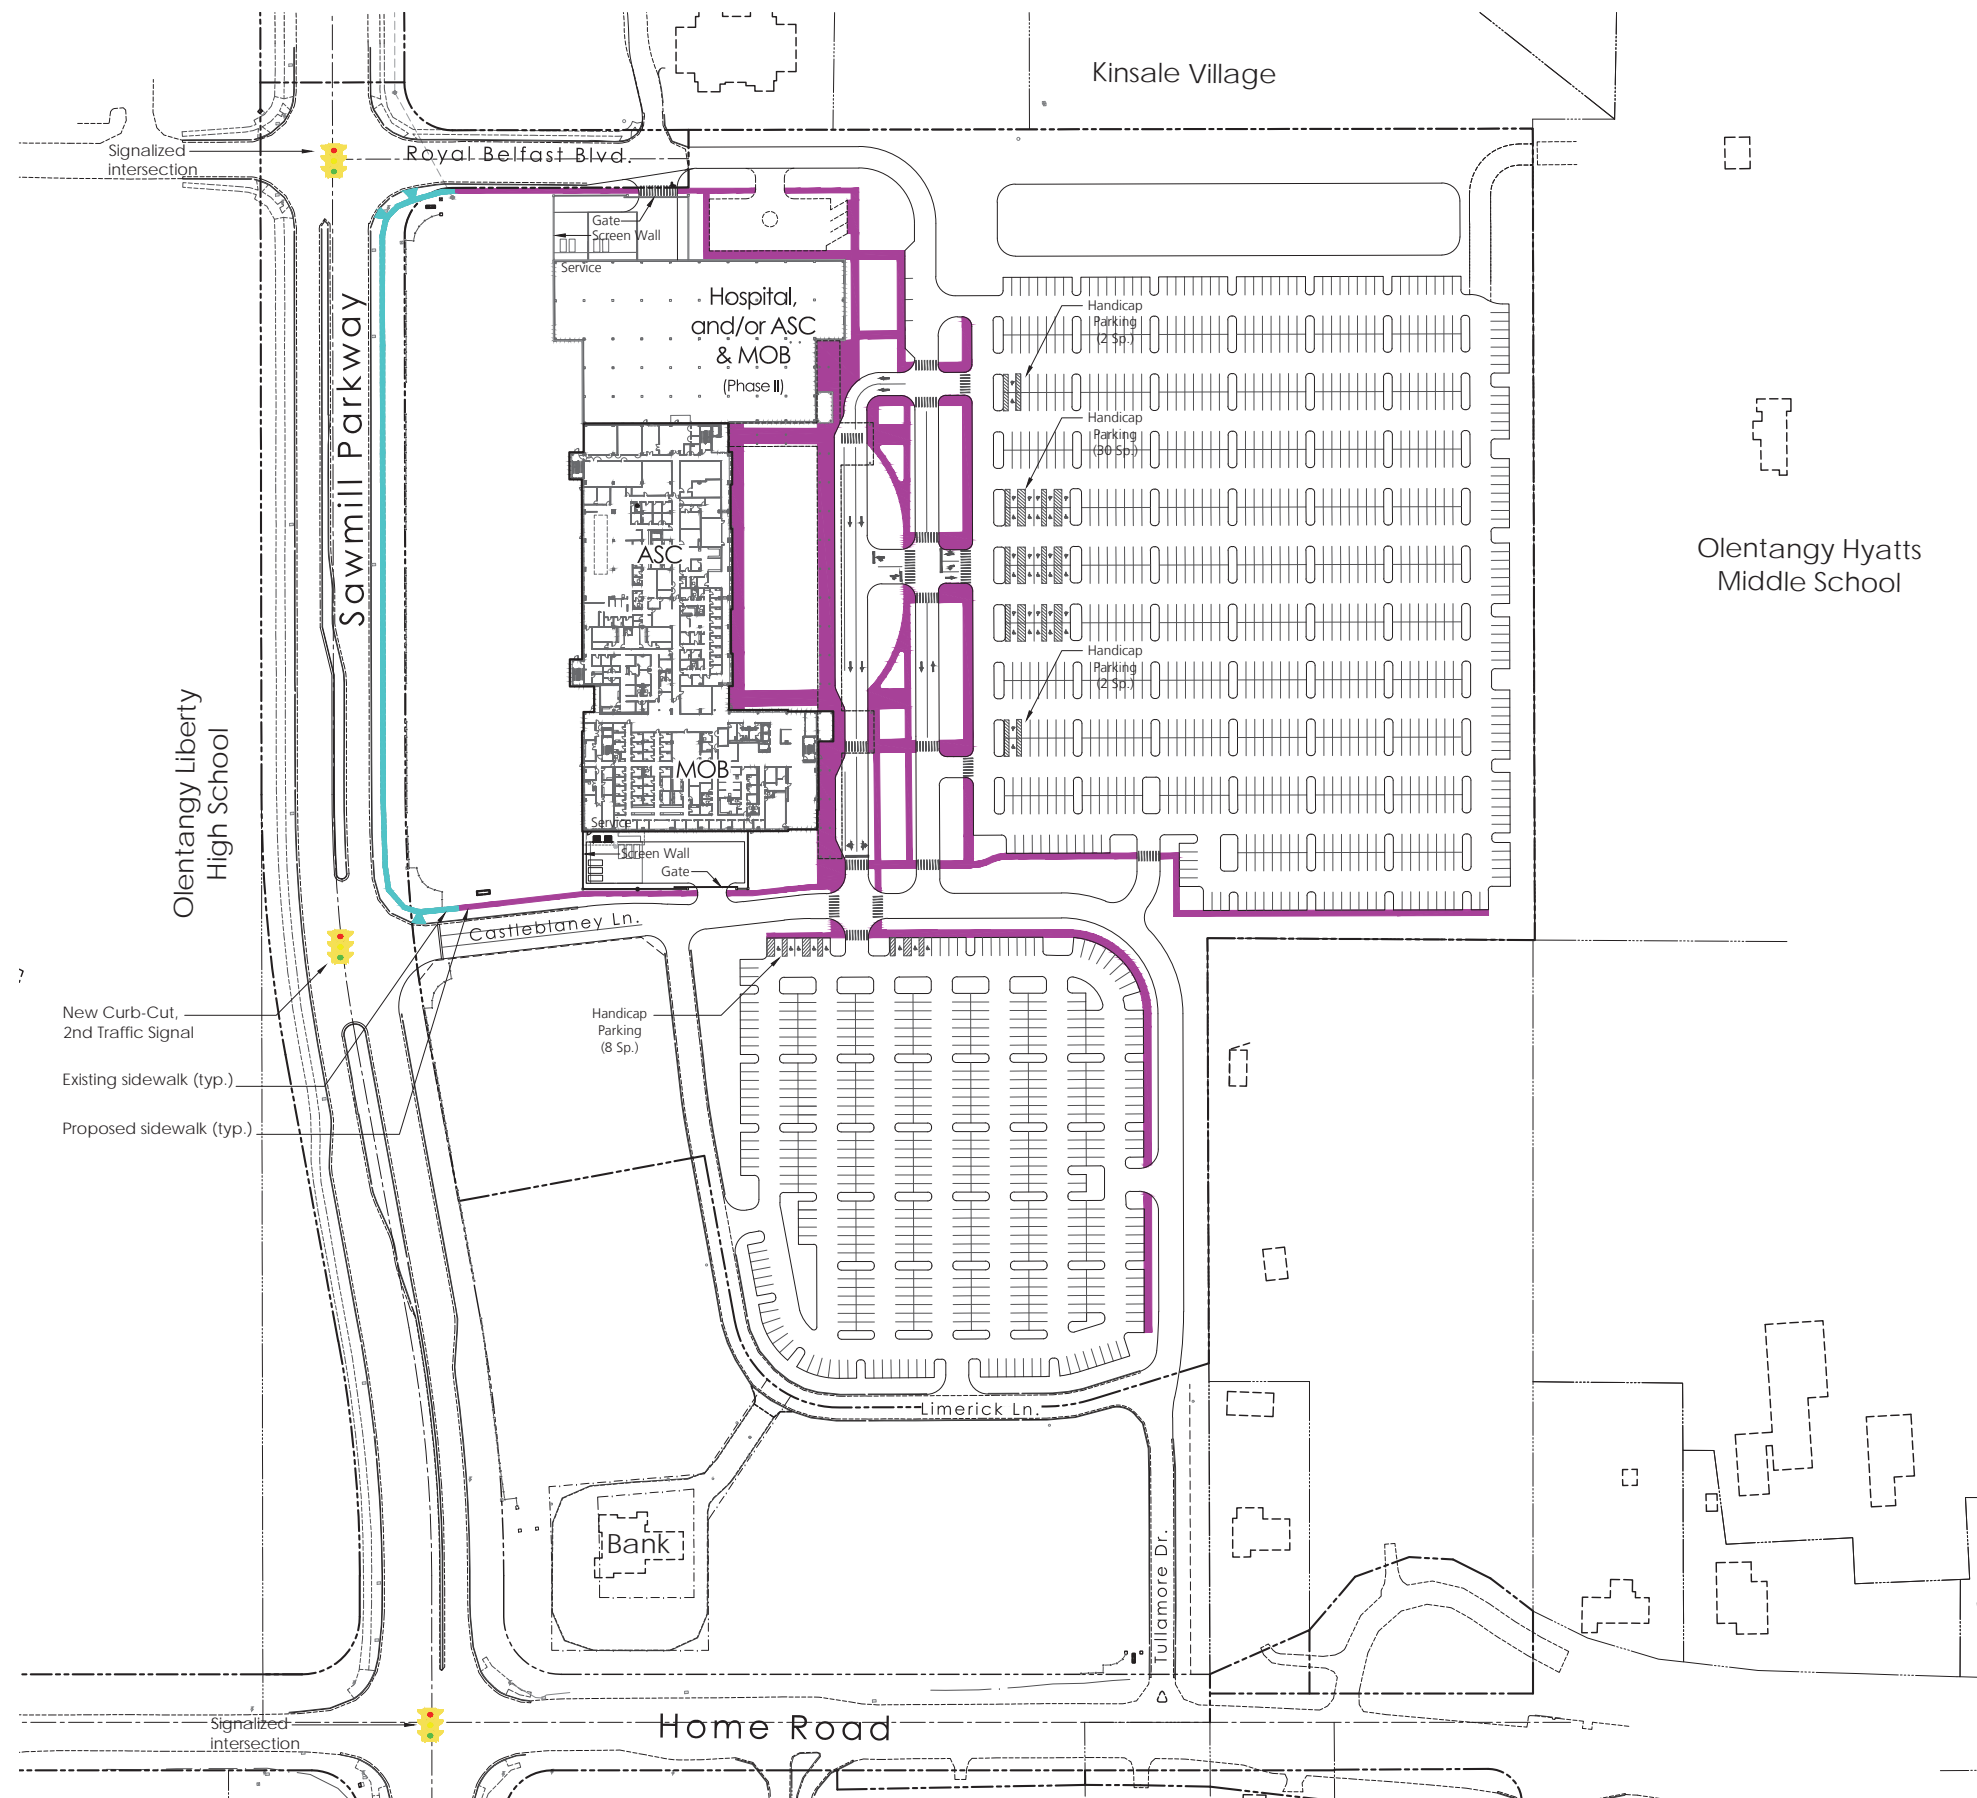 Kinsale Village
Signalized
intersection
Royal Belfast Blvd.
Gate
Screen Wall
Service
Hospital,
and/or ASC
& MOB
(Phase II)
Handicap
Parking
(2 Sp.)
Sawmill Parkway
Handicap
Parking
(30 Sp.)
ASC
Olentangy Hyatts
Middle School
Handicap
Parking
(2 Sp.)
Olentangy Liberty
High School
MOB
Service
Screen Wall
Gate
Castleblaney Ln.
New Curb-Cut,
2nd Traffic Signal
Handicap
Parking
(8 Sp.)
Existing sidewalk (typ.)
Proposed sidewalk (typ.)
Limerick Ln.
Bank
Tullamore Dr.
Signalized
intersection
Home Road